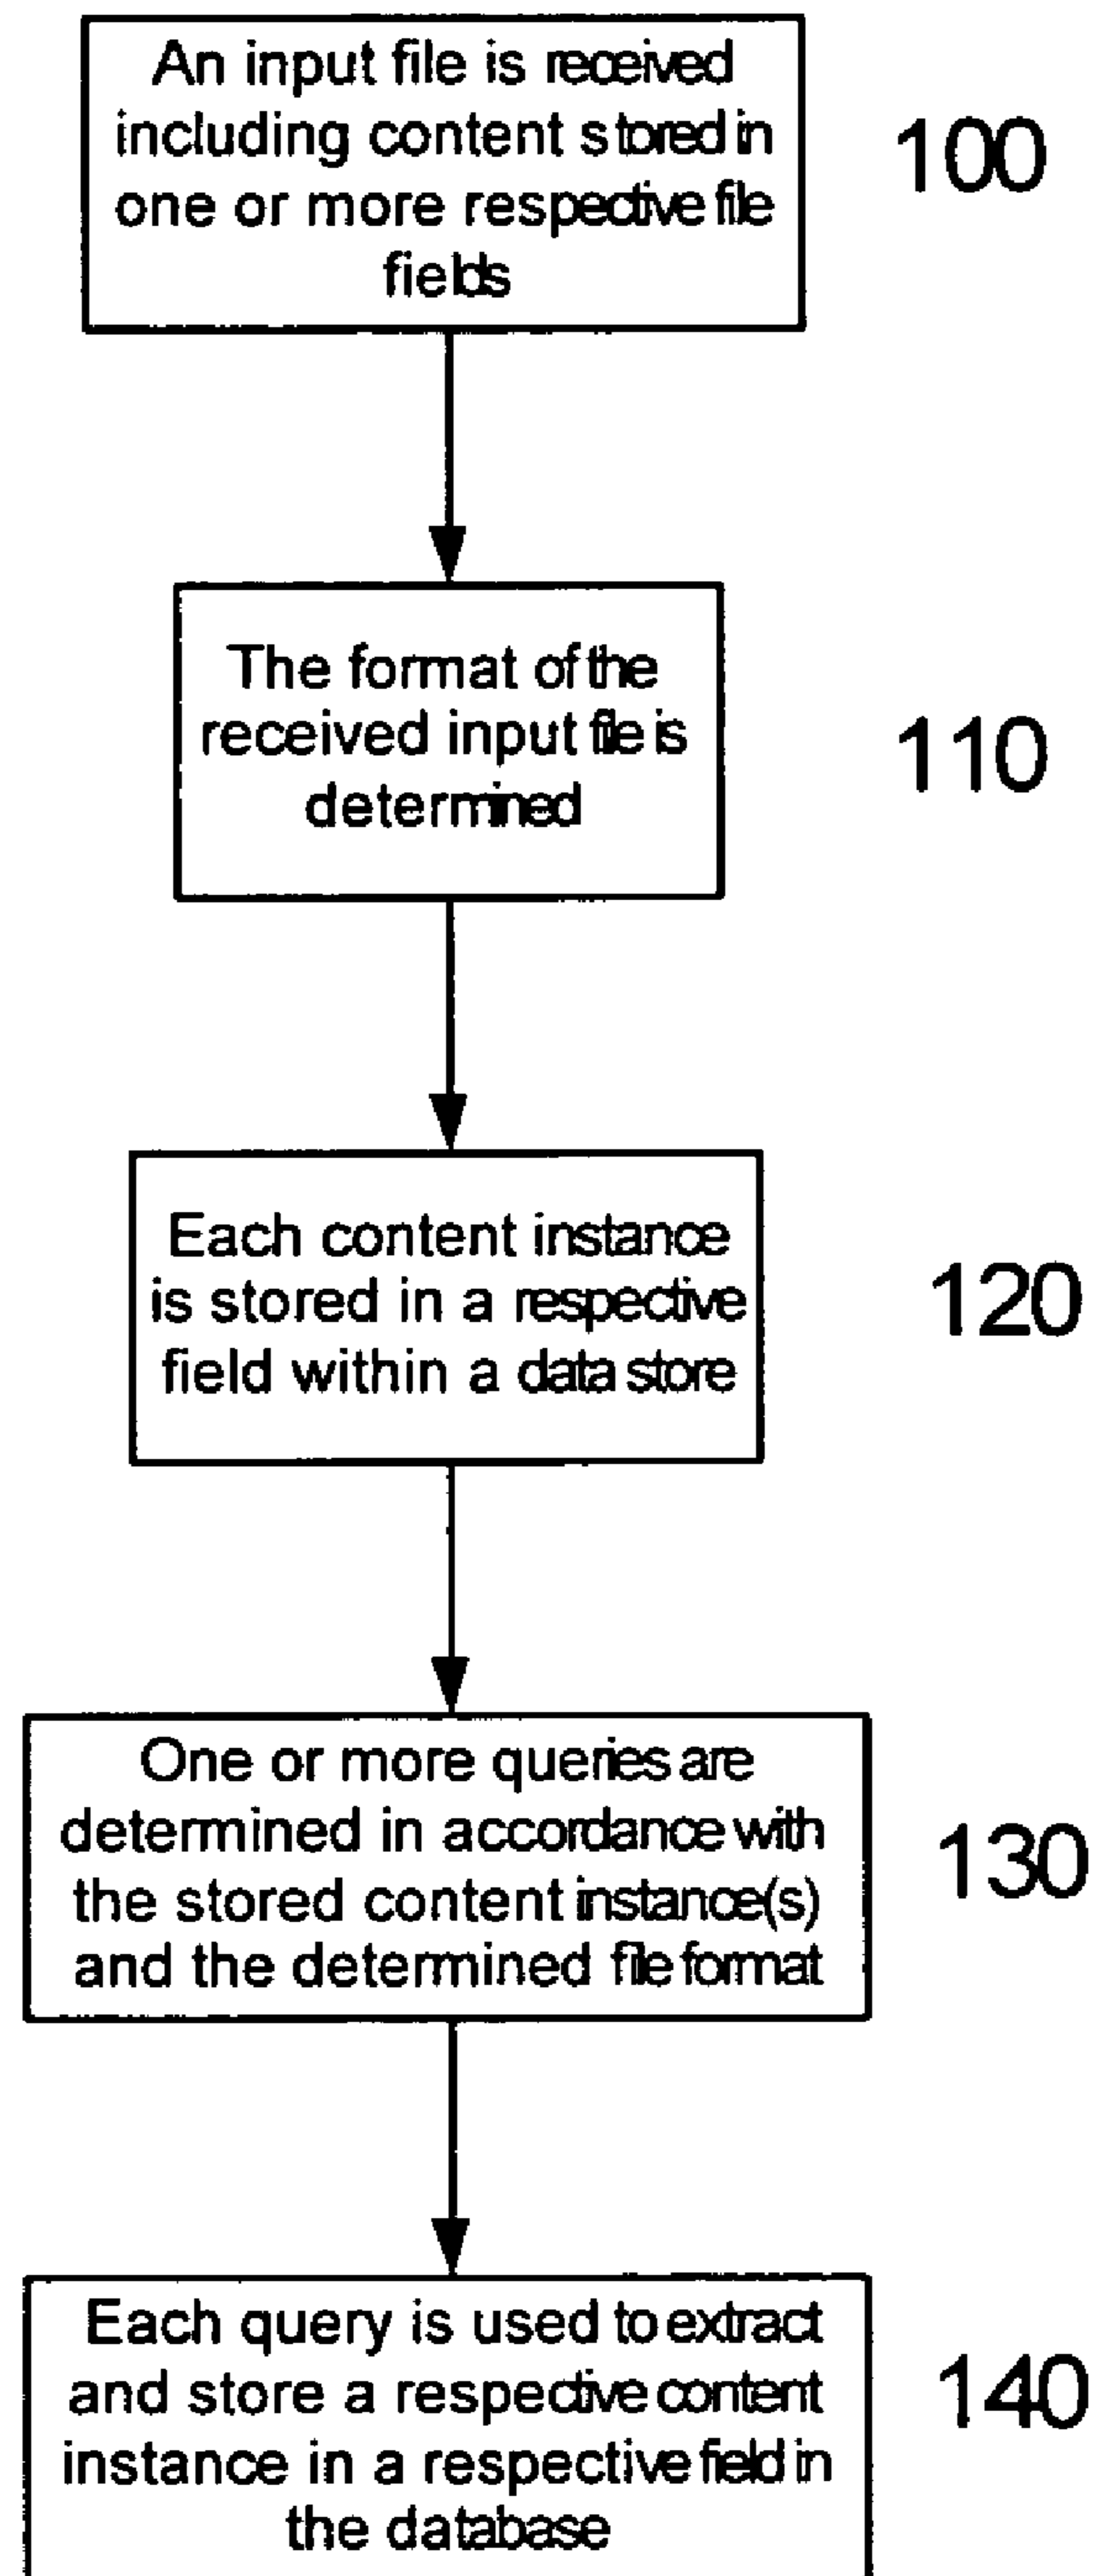 An input file is received
including content stored in
one or more respective file
fields
100
The format of the
received input file is
determined
110
Each content instance
is stored in a respective
field within a data store
120
One or more queries are
determined in accordance with
the stored content instance(s)
and the determined file format
130
Each query is used to extract
and store a respective content
instance in a respective field in
the database
140